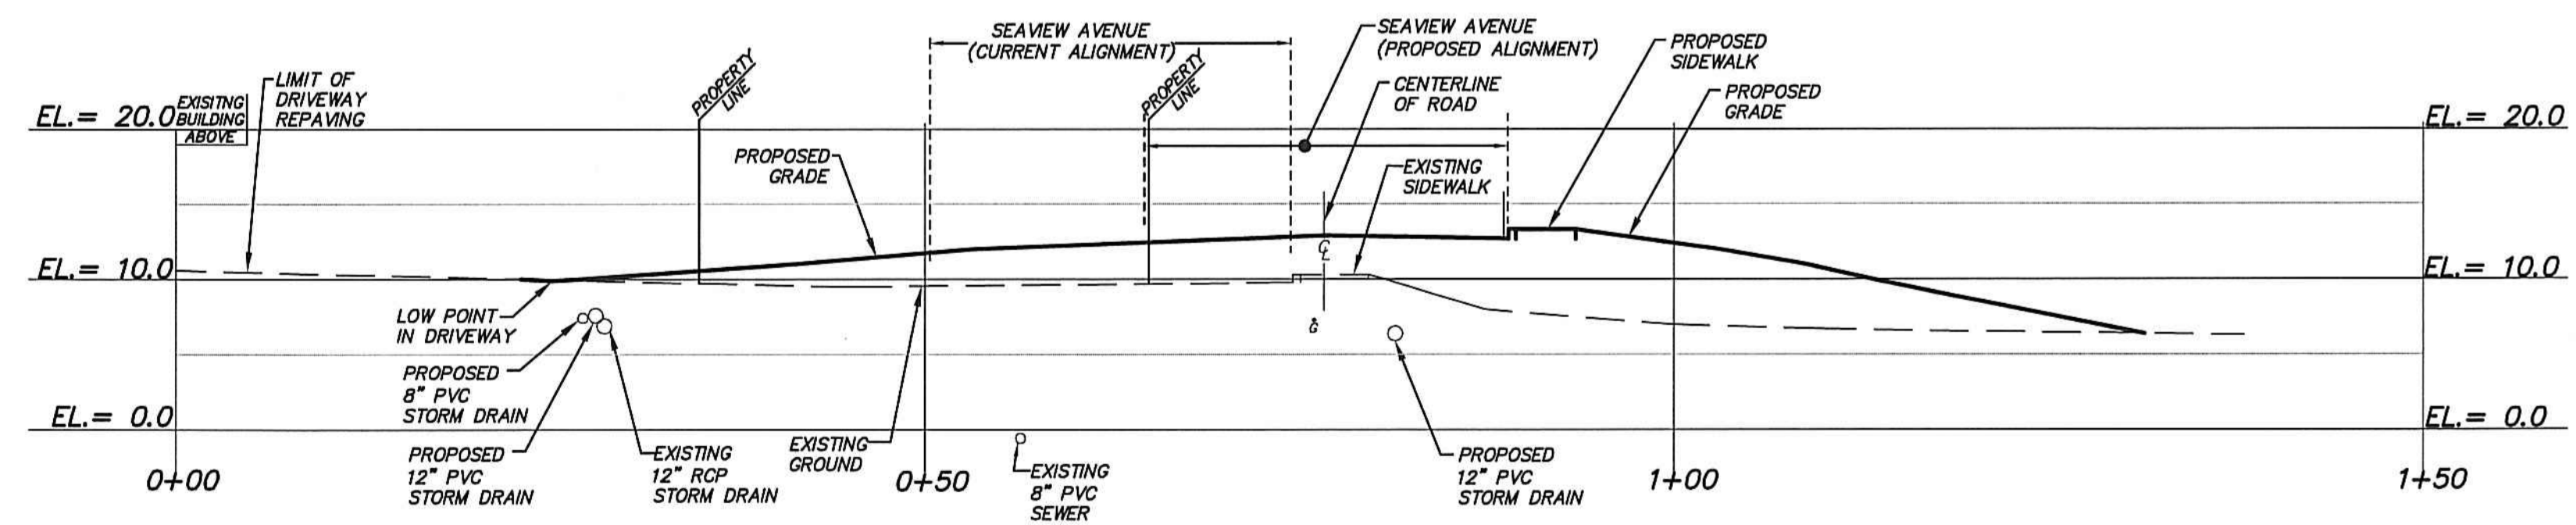 SEAVIEW AVENUE
(CURRENT ALIGNMENT)
SEAVIEW AVENUE
(PROPOSED ALIGNMENT)
PROPOSED
SIDEWALK
LIMIT OF
DRIVEWAY
REPAVING
PROPERTY
LINE
PROPERTY
LINE
CENTERLINE
OF ROAD
PROPOSED
GRADE
EL.= 20.0
EXISITNG
BUILDING
ABOVE
EL.= 20.0
PROPOSED
GRADE
EXISTING
SIDEWALK
EL.= 10.0
EL.= 10.0
LOW POINT
IN DRIVEWAY
G
PROPOSED
8" PVC
STORM DRAIN
EL.= 0.0
EL.= 0.0
PROPOSED
12" PVC
STORM DRAIN
EXISTING
12" RCP
STORM DRAIN
EXISTING
GROUND
EXISTING
8" PVC
SEWER
PROPOSED
12" PVC
STORM DRAIN
0+00
0+50
1+00
1+50